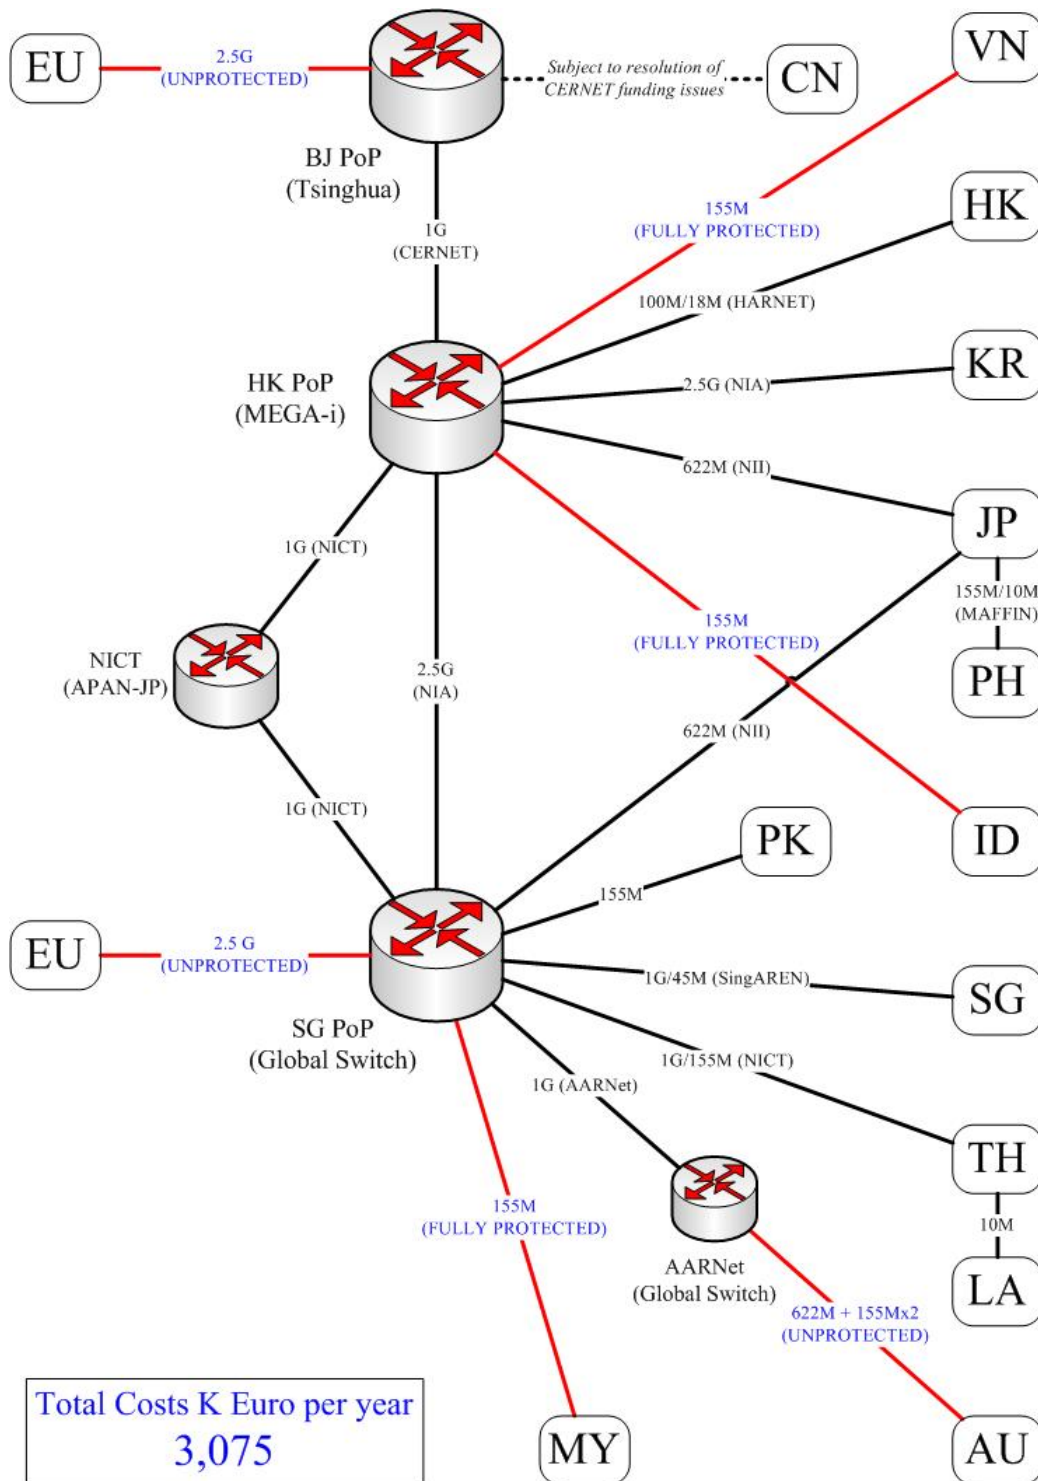 EU
2.5G
(UNPROTECTED)
Subject to resolution of
CERNET funding issues
CN
VN
BJ PoP
(Tsinghua)
155M
(FULLY PROTECTED)
HK
1G
(CERNET)
100M/18M (HARNET)
HK PoP
(MEGA-i)
2.5G (NIA)
KR
622M (NII)
JP
1G (NICT)
155M/10M
(MAFFIN)
NICT
(APAN-JP)
2.5G
(NIA)
155M
(FULLY PROTECTED)
PH
622M (NII)
1G (NICT)
PK
ID
155M
EU
2.5 G
(UNPROTECTED)
1G/45M (SingAREN)
SG
SG PoP
(Global Switch)
1G/155M (NICT)
1G (AARNet)
TH
155M
(FULLY PROTECTED)
10M
AARNet
(Global Switch)
LA
622M + 155Mx2
(UNPROTECTED)
Total Costs K Euro per year
3,075
MY
AU